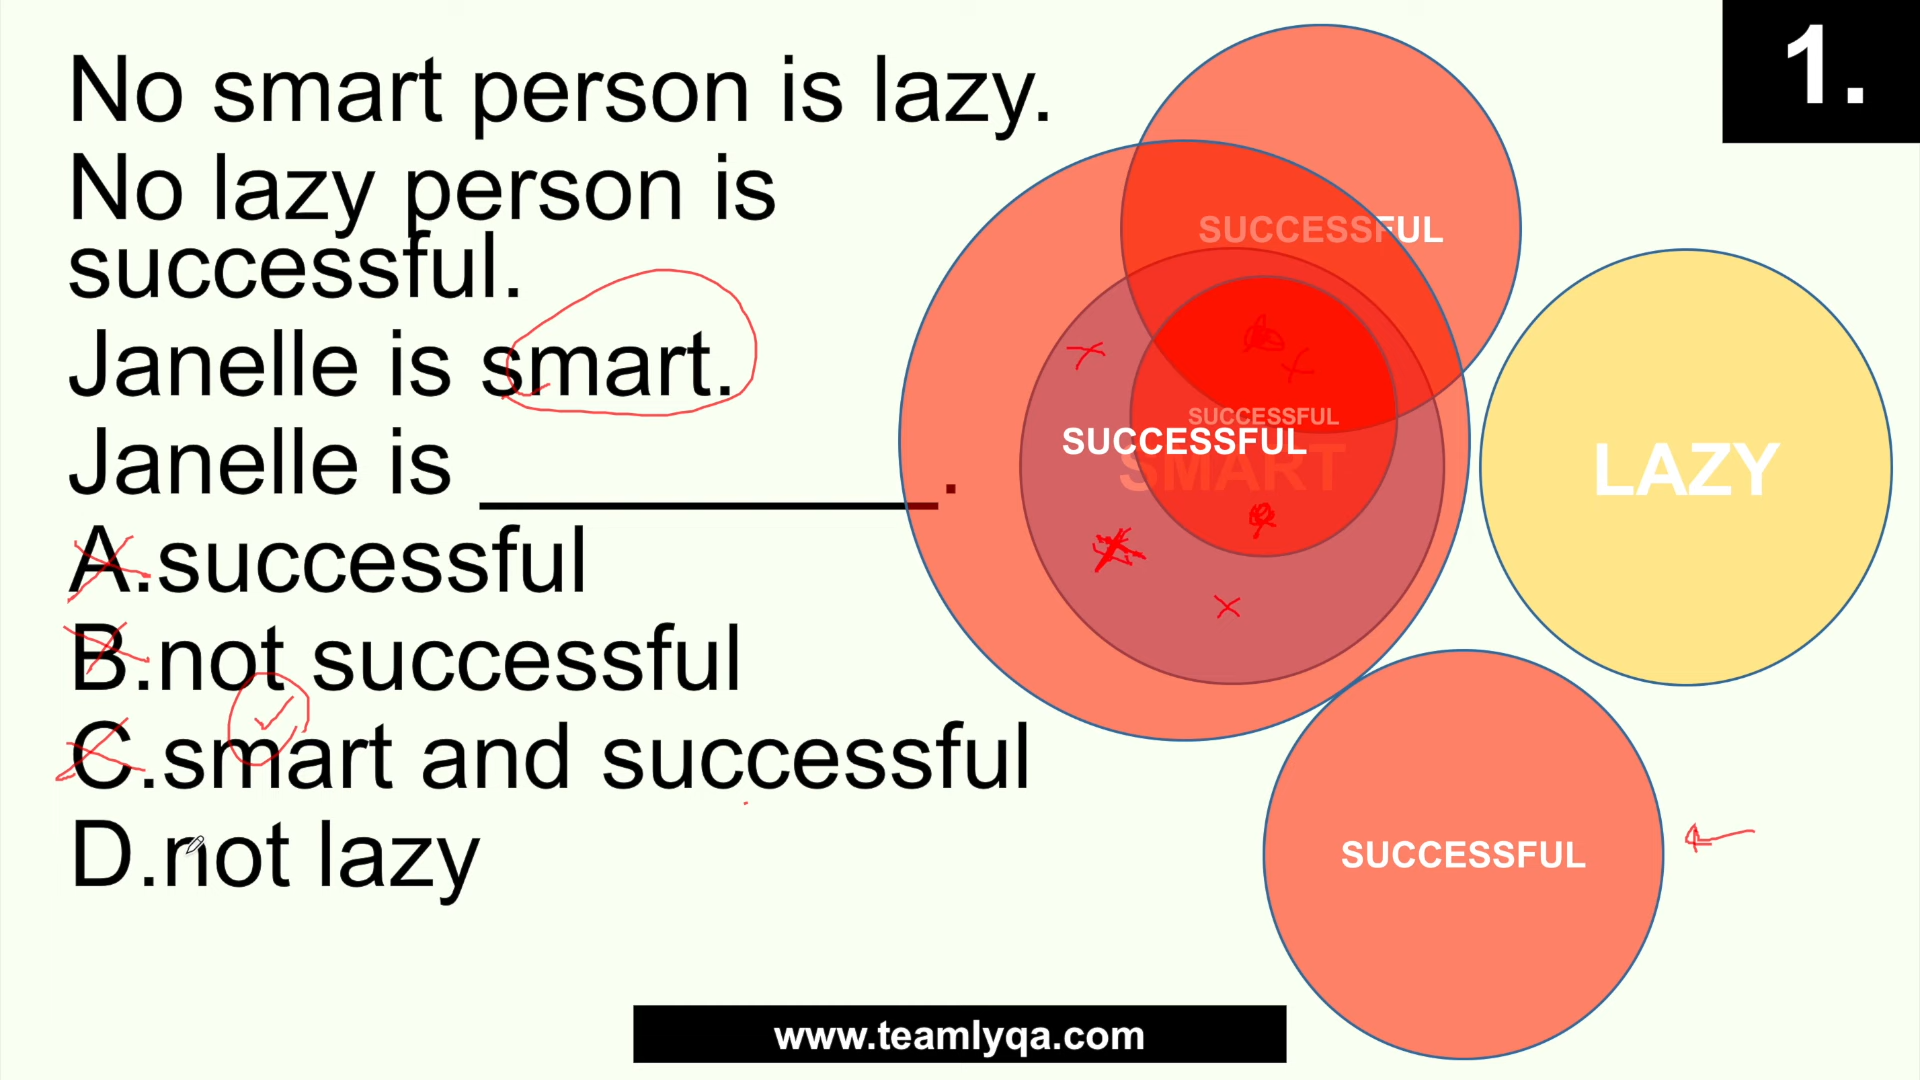 1.
No smart person is lazy.
No lazy person is
successful.
Janelle is smart.
Janelle is ____________.
A.successful
B.not successful
C.smart and successful
D.not lazy
SUCCESSFUL
SUCCESSFUL
SUCCESSFUL
SMART
LAZY
SUCCESSFUL
www.teamlyqa.com